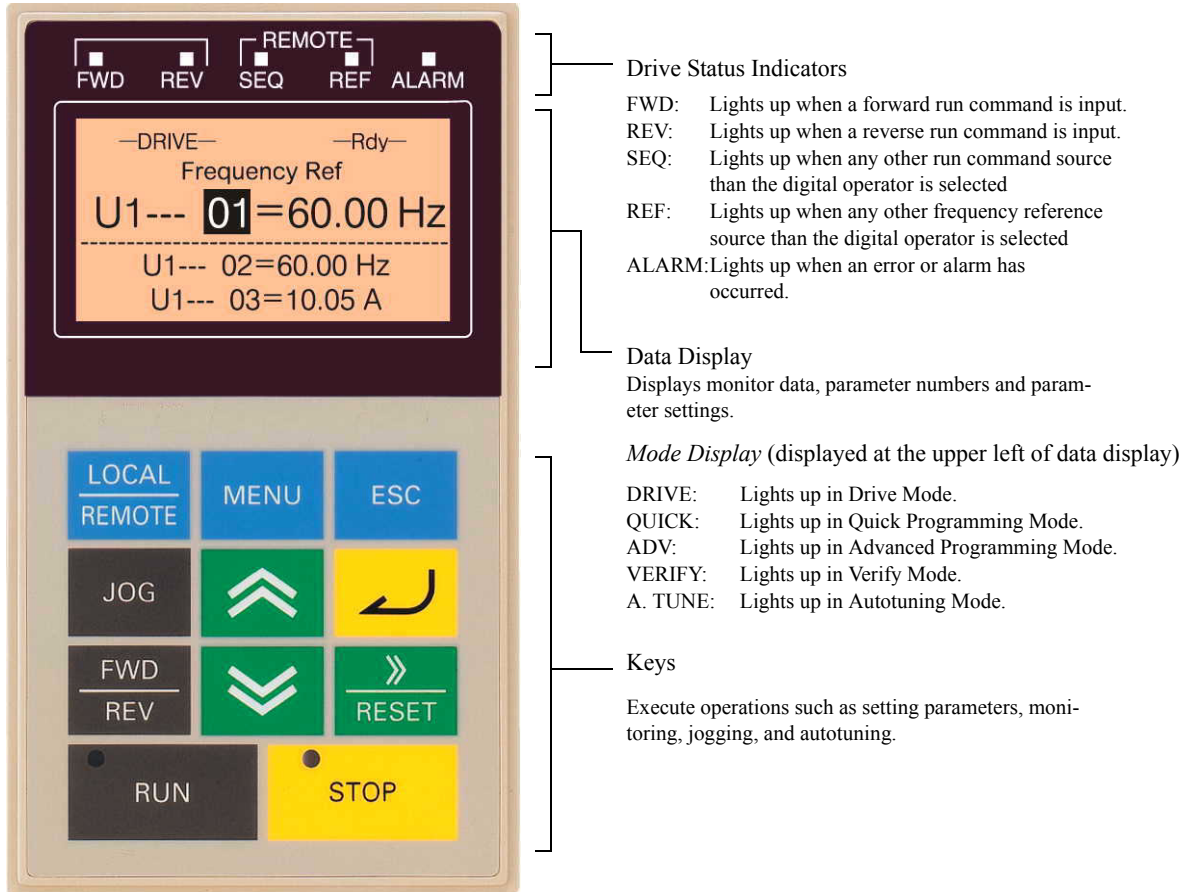 REMOTE
FWD REV SEQ REF ALARM
—DRIVE— —Rdy—
Frequency Ref
U1--- 01=60.00 Hz
U1--- 02=60.00 Hz
U1--- 03=10.05 A
LOCAL
REMOTE
MENU
ESC
JOG
FWD
REV
RESET
RUN
STOP
Drive Status Indicators
FWD: Lights up when a forward run command is input.
REV: Lights up when a reverse run command is input.
SEQ: Lights up when any other run command source
than the digital operator is selected
REF: Lights up when any other frequency reference
source than the digital operator is selected
ALARM:Lights up when an error or alarm has
occurred.
Data Display
Displays monitor data, parameter numbers and param-
eter settings.
Mode Display (displayed at the upper left of data display)
DRIVE: Lights up in Drive Mode.
QUICK: Lights up in Quick Programming Mode.
ADV: Lights up in Advanced Programming Mode.
VERIFY: Lights up in Verify Mode.
A. TUNE: Lights up in Autotuning Mode.
Keys
Execute operations such as setting parameters, moni-
toring, jogging, and autotuning.